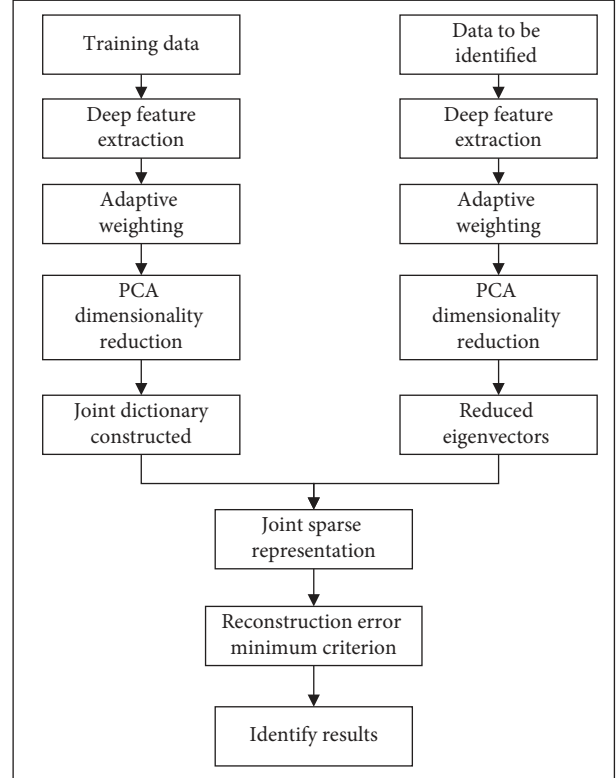 Training data
Deep feature
extraction
Adaptive
weighting
PCA
dimensionality
reduction
Joint dictionary
constructed
Data to be
identified
Deep feature
extraction
Adaptive
weighting
PCA
dimensionality
reduction
Reduced
eigenvectors
Joint sparse
representation
Reconstruction error
minimum criterion
Identify results